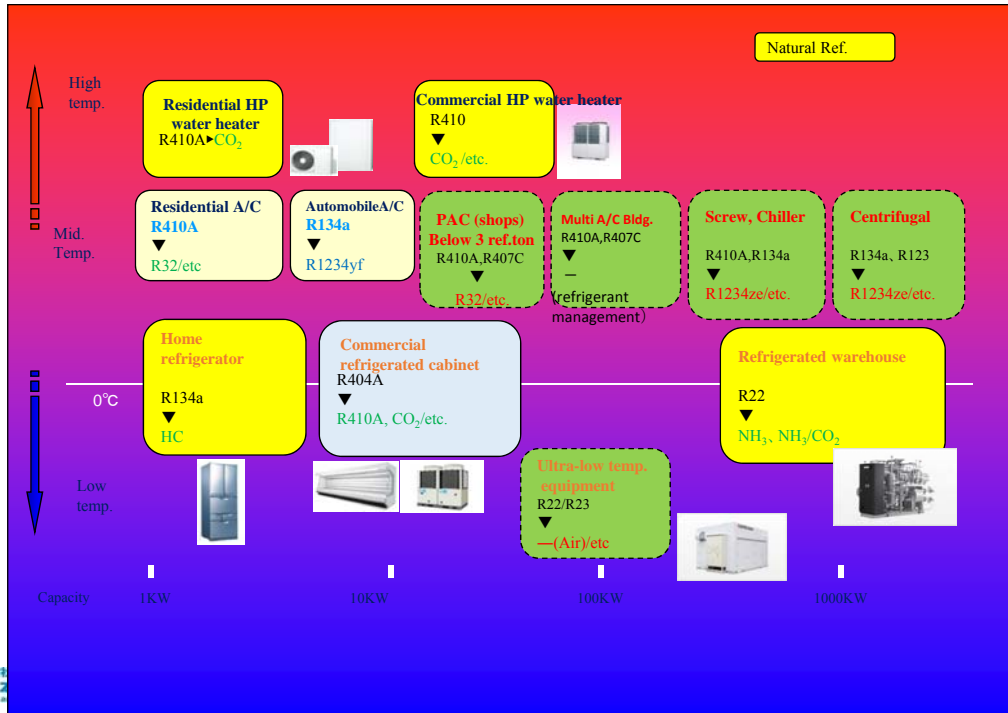 Natural Ref.
High
temp.
Residential HP
water heater
R410A▶CO₂
Commercial HP water heater
R410
▼
CO₂ /etc.
Mid.
Temp.
Residential A/C
R410A
▼
R32/etc
AutomobileA/C
R134a
▼
R1234yf
PAC (shops)
Below 3 ref.ton
R410A,R407C
▼
R32/etc.
Multi A/C Bldg.
R410A,R407C
▼
—
(refrigerant
management）
Screw, Chiller
R410A,R134a
▼
R1234ze/etc.
Centrifugal
R134a、R123
▼
R1234ze/etc.
Home
refrigerator
R134a
▼
HC
Commercial
refrigerated cabinet
R404A
▼
R410A, CO₂/etc.
Refrigerated warehouse
R22
▼
NH₃、NH₃/CO₂
0℃
Low
temp.
Ultra-low temp.
equipment
R22/R23
▼
—(Air)/etc
Capacity
1KW
10KW
100KW
1000KW